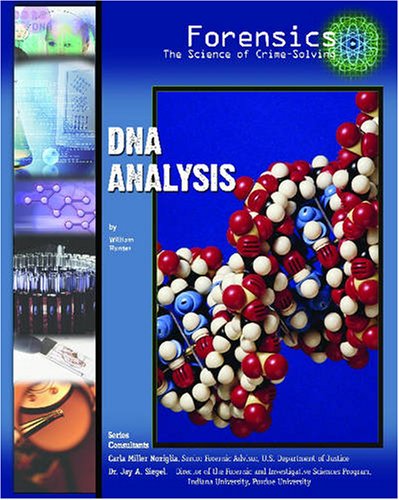 Forensics
The Science of Crime-Solving
DNA
DNA
ANALYSIS
by
William
Hunter
Series
Consultants
Carla Miller Noziglia, Senior Forensic Advisor, U.S. Department of Justice
Dr. Jay A. Siegel Director of the Forensic and Investigative Sciences Program,
Indiana University, Purdue University